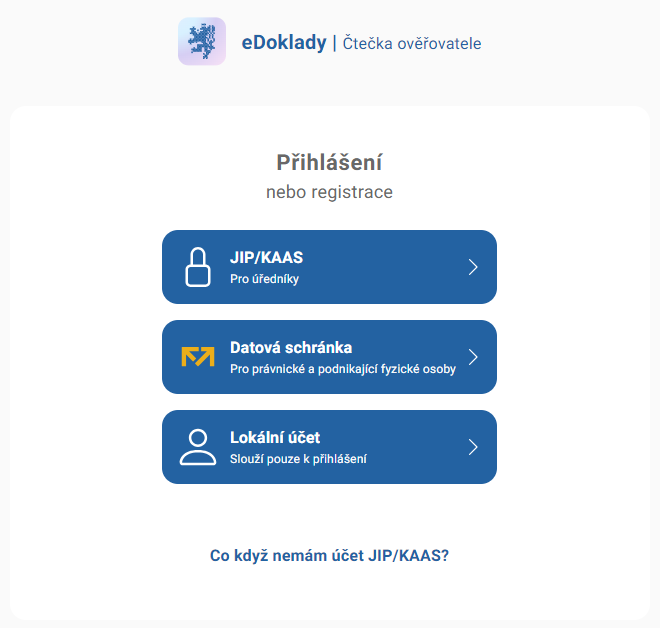 eDoklady | Čtečka ověřovatele
Přihlášení
nebo registrace
JIP/KAAS
Pro úředníky
Datová schránka
Pro právnické a podnikající fyzické osoby
Lokální účet
Slouží pouze k přihlášení
Co když nemám účet JIP/KAAS?